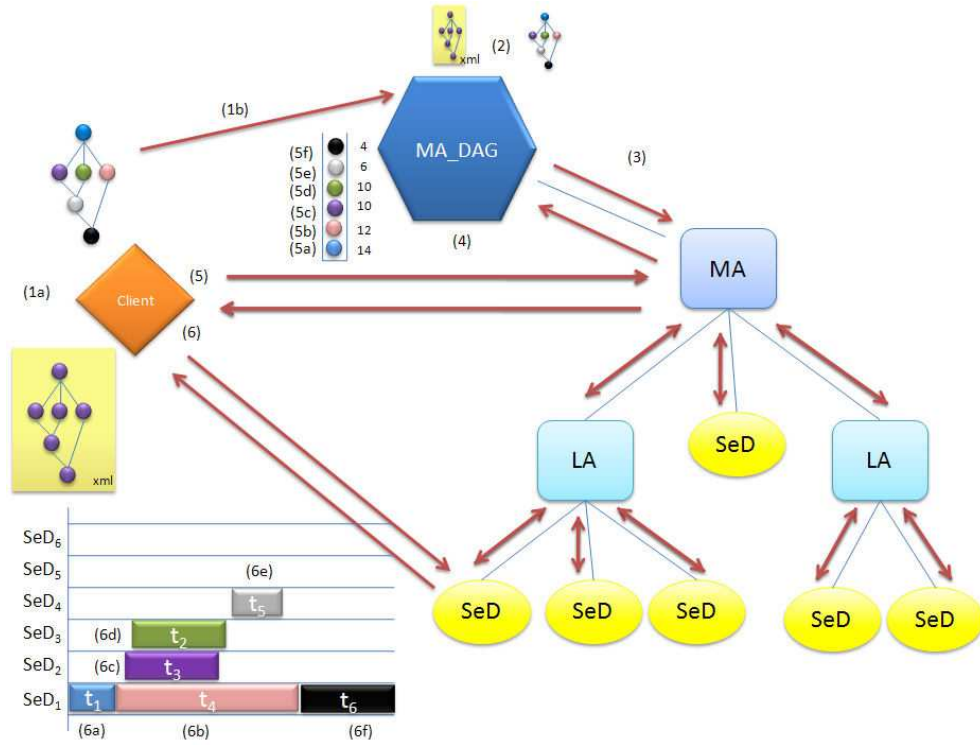 (2)
xml
(1b)
MA_DAG
(3)
(5f) 4
(5e) 6
(5d) 10
(5c) 10
(5b) 12
(5a) 14
(4)
MA
(1a)
Client
(5)
(6)
xml
SeD
LA
LA
SeD
SeD
SeD
SeD
SeD
SeD₆
SeD₅ (6e)
SeD₄ t₅
SeD₃ (6d) t₂
SeD₂ (6c) t₃
SeD₁ t₁ t₄ t₆
(6a) (6b) (6f)